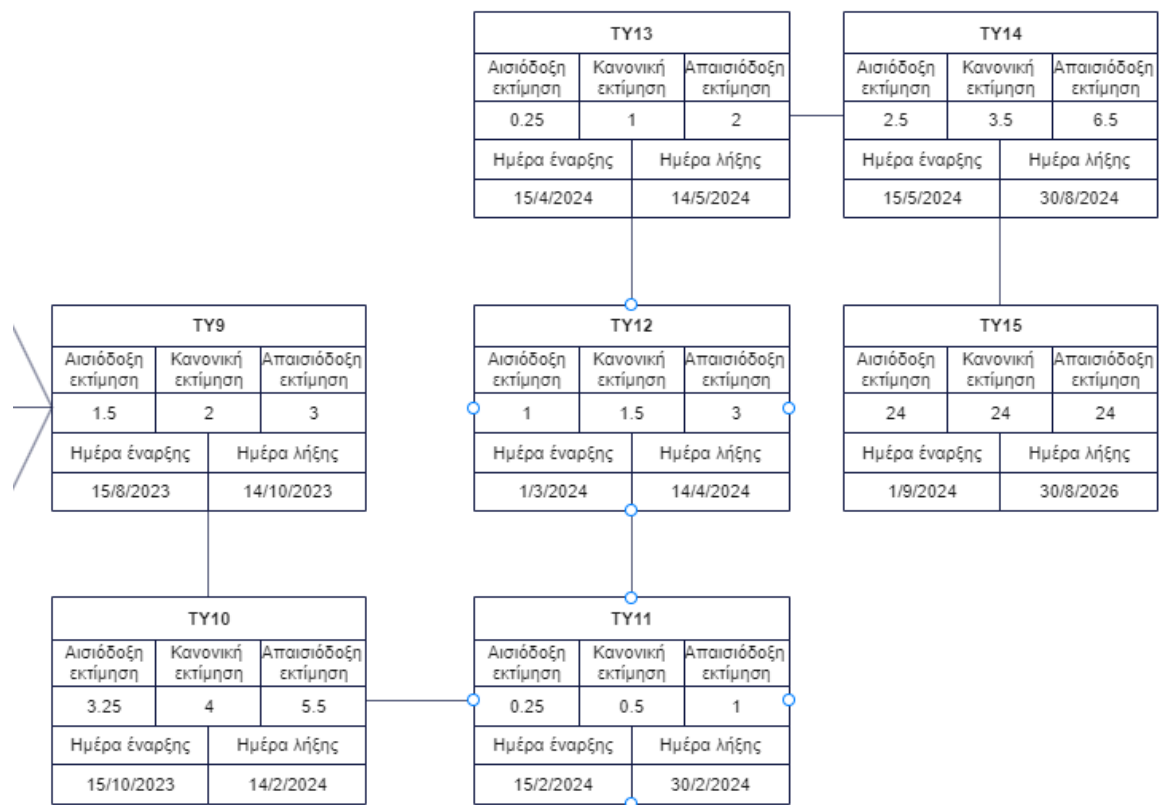 TY13
Αισιόδοξη εκτίμηση Κανονική εκτίμηση Απαισιόδοξη εκτίμηση
0.25 1 2
Ημέρα έναρξης Ημέρα λήξης
15/4/2024 14/5/2024
TY14
Αισιόδοξη εκτίμηση Κανονική εκτίμηση Απαισιόδοξη εκτίμηση
2.5 3.5 6.5
Ημέρα έναρξης Ημέρα λήξης
15/5/2024 30/8/2024
TY9
Αισιόδοξη εκτίμηση Κανονική εκτίμηση Απαισιόδοξη εκτίμηση
1.5 2 3
Ημέρα έναρξης Ημέρα λήξης
15/8/2023 14/10/2023
TY12
Αισιόδοξη εκτίμηση Κανονική εκτίμηση Απαισιόδοξη εκτίμηση
1 1.5 3
Ημέρα έναρξης Ημέρα λήξης
1/3/2024 14/4/2024
TY15
Αισιόδοξη εκτίμηση Κανονική εκτίμηση Απαισιόδοξη εκτίμηση
24 24 24
Ημέρα έναρξης Ημέρα λήξης
1/9/2024 30/8/2026
TY10
Αισιόδοξη εκτίμηση Κανονική εκτίμηση Απαισιόδοξη εκτίμηση
3.25 4 5.5
Ημέρα έναρξης Ημέρα λήξης
15/10/2023 14/2/2024
TY11
Αισιόδοξη εκτίμηση Κανονική εκτίμηση Απαισιόδοξη εκτίμηση
0.25 0.5 1
Ημέρα έναρξης Ημέρα λήξης
15/2/2024 30/2/2024